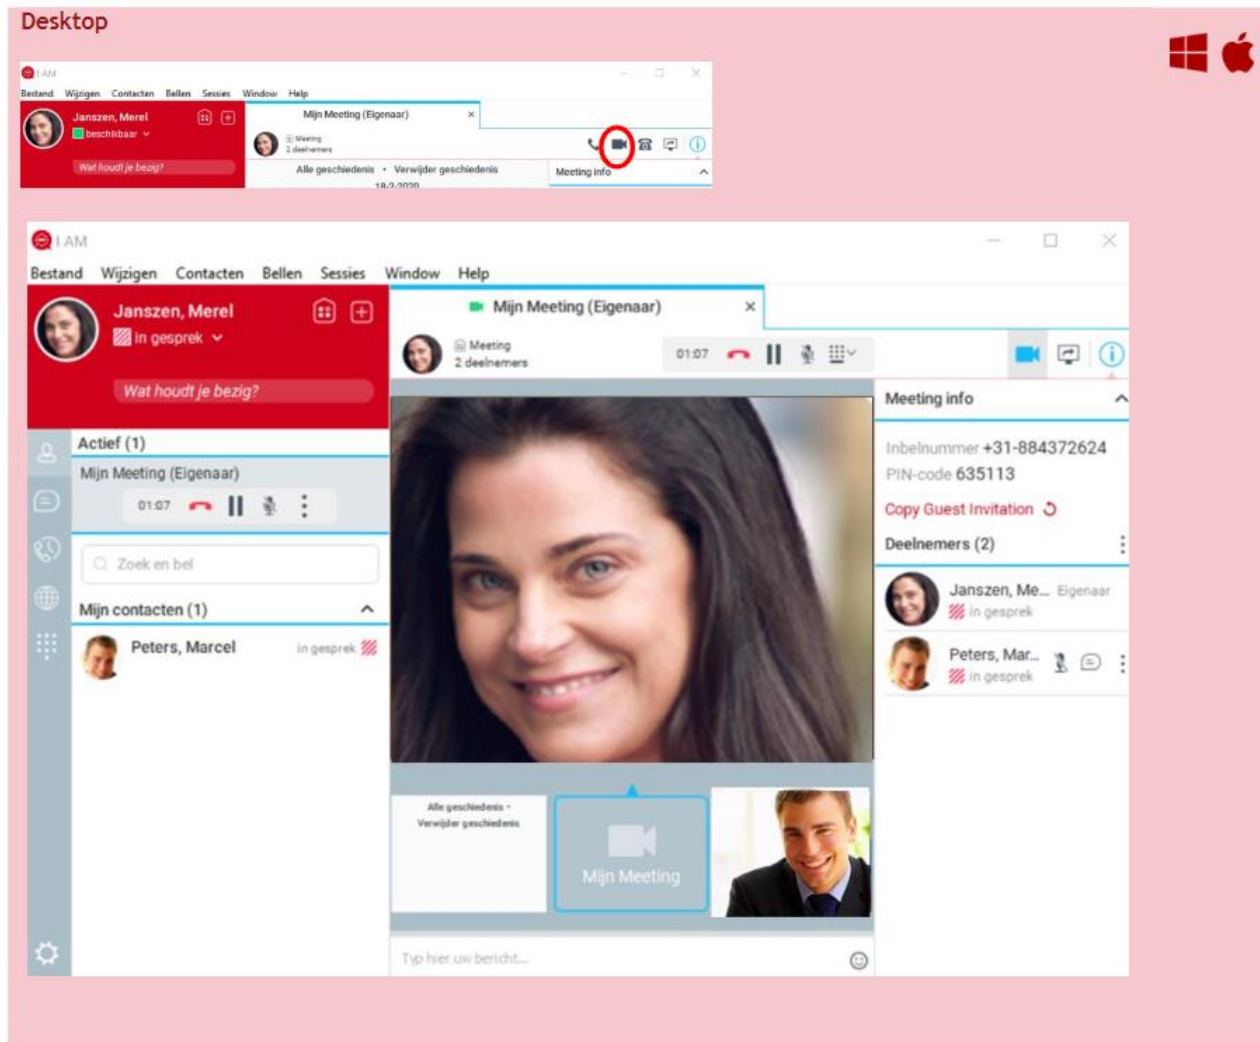 Desktop
I AM
Bestand Wijzigen Contacten Bellen Sessies Window Help
Janszen, Merel
beschikbaar
Wat houdt je bezig?
Mijn Meeting (Eigenaar)
Meeting
2 deelnemers
Alle geschiedenis • Verwijder geschiedenis
18-2-2020
Meeting info
I AM
Bestand Wijzigen Contacten Bellen Sessies Window Help
Janszen, Merel
in gesprek
Wat houdt je bezig?
Actief (1)
Mijn Meeting (Eigenaar)
01:07
Zoek en bel
Mijn contacten (1)
Peters, Marcel in gesprek
Mijn Meeting (Eigenaar)
Meeting
2 deelnemers
01:07
Alle geschiedenis •
Verwijder geschiedenis
Mijn Meeting
Typ hier uw bericht...
Meeting info
Inbelnummer +31-884372624
PIN-code 635113
Copy Guest Invitation
Deelnemers (2)
Janszen, Me... Eigenaar
in gesprek
Peters, Mar...
in gesprek